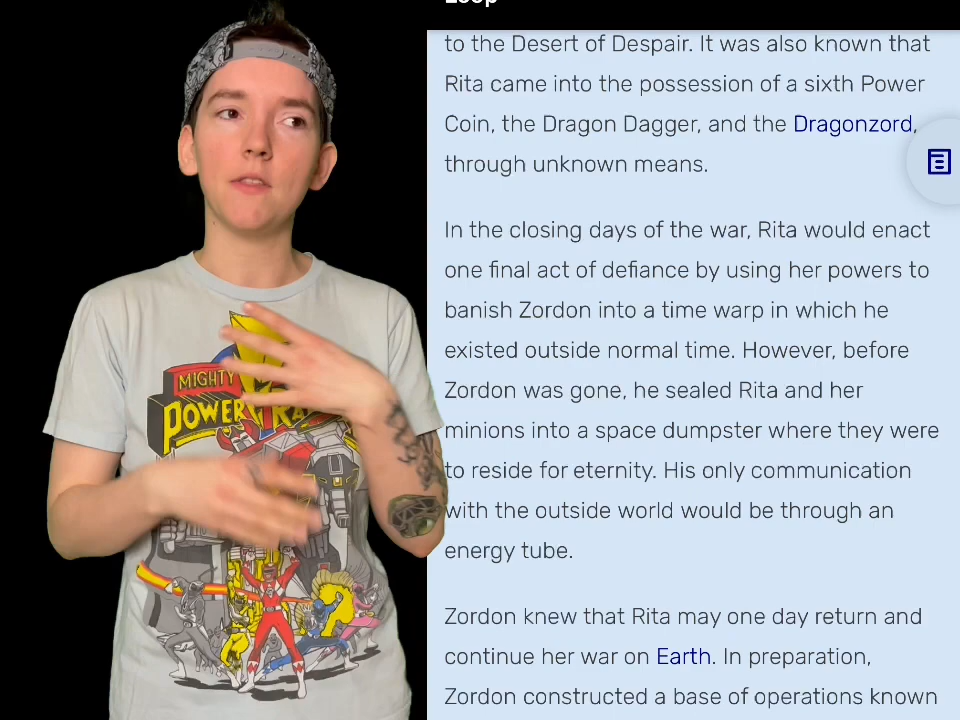 to the Desert of Despair. It was also known that
Rita came into the possession of a sixth Power
Coin, the Dragon Dagger, and the Dragonzord,
through unknown means.
In the closing days of the war, Rita would enact
one final act of defiance by using her powers to
banish Zordon into a time warp in which he
existed outside normal time. However, before
Zordon was gone, he sealed Rita and her
minions into a space dumpster where they were
to reside for eternity. His only communication
with the outside world would be through an
energy tube.
Zordon knew that Rita may one day return and
continue her war on Earth. In preparation,
Zordon constructed a base of operations known
MIGHTY
POWER RA